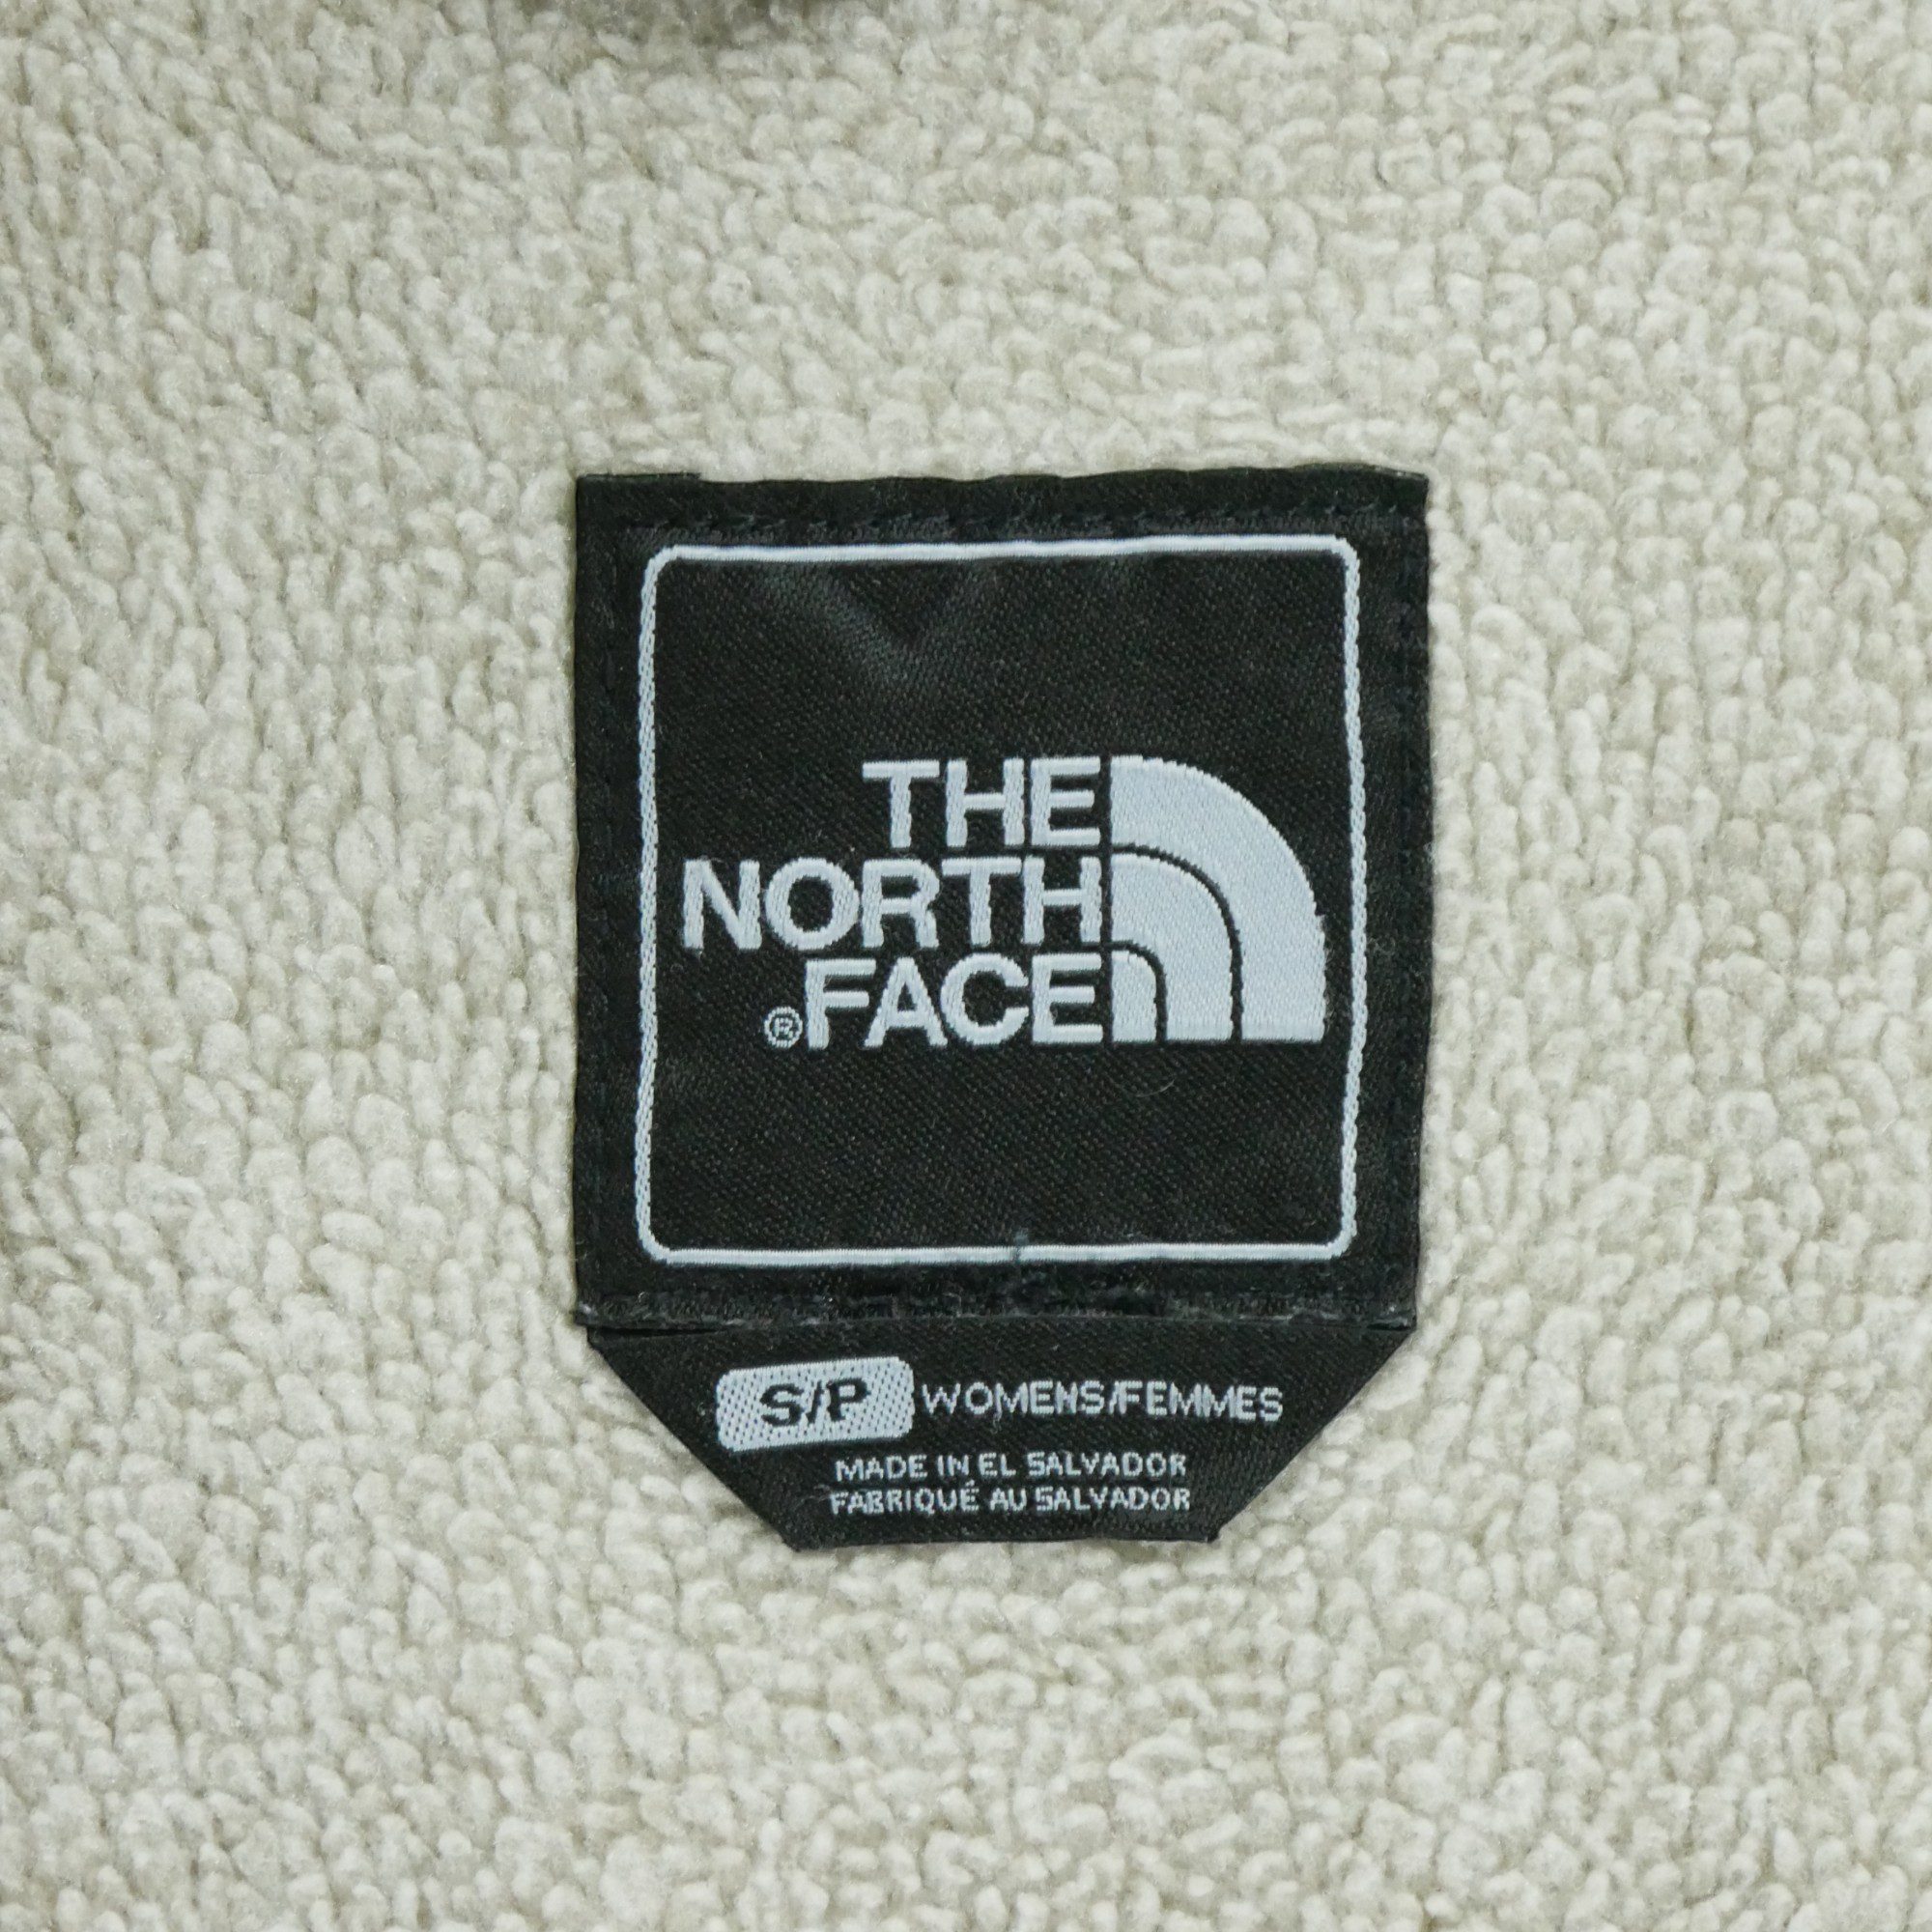 THE
NORTH
®FACE
S/P WOMENS/FEMMES
MADE IN EL SALVADOR
FABRIQUÉ AU SALVADOR